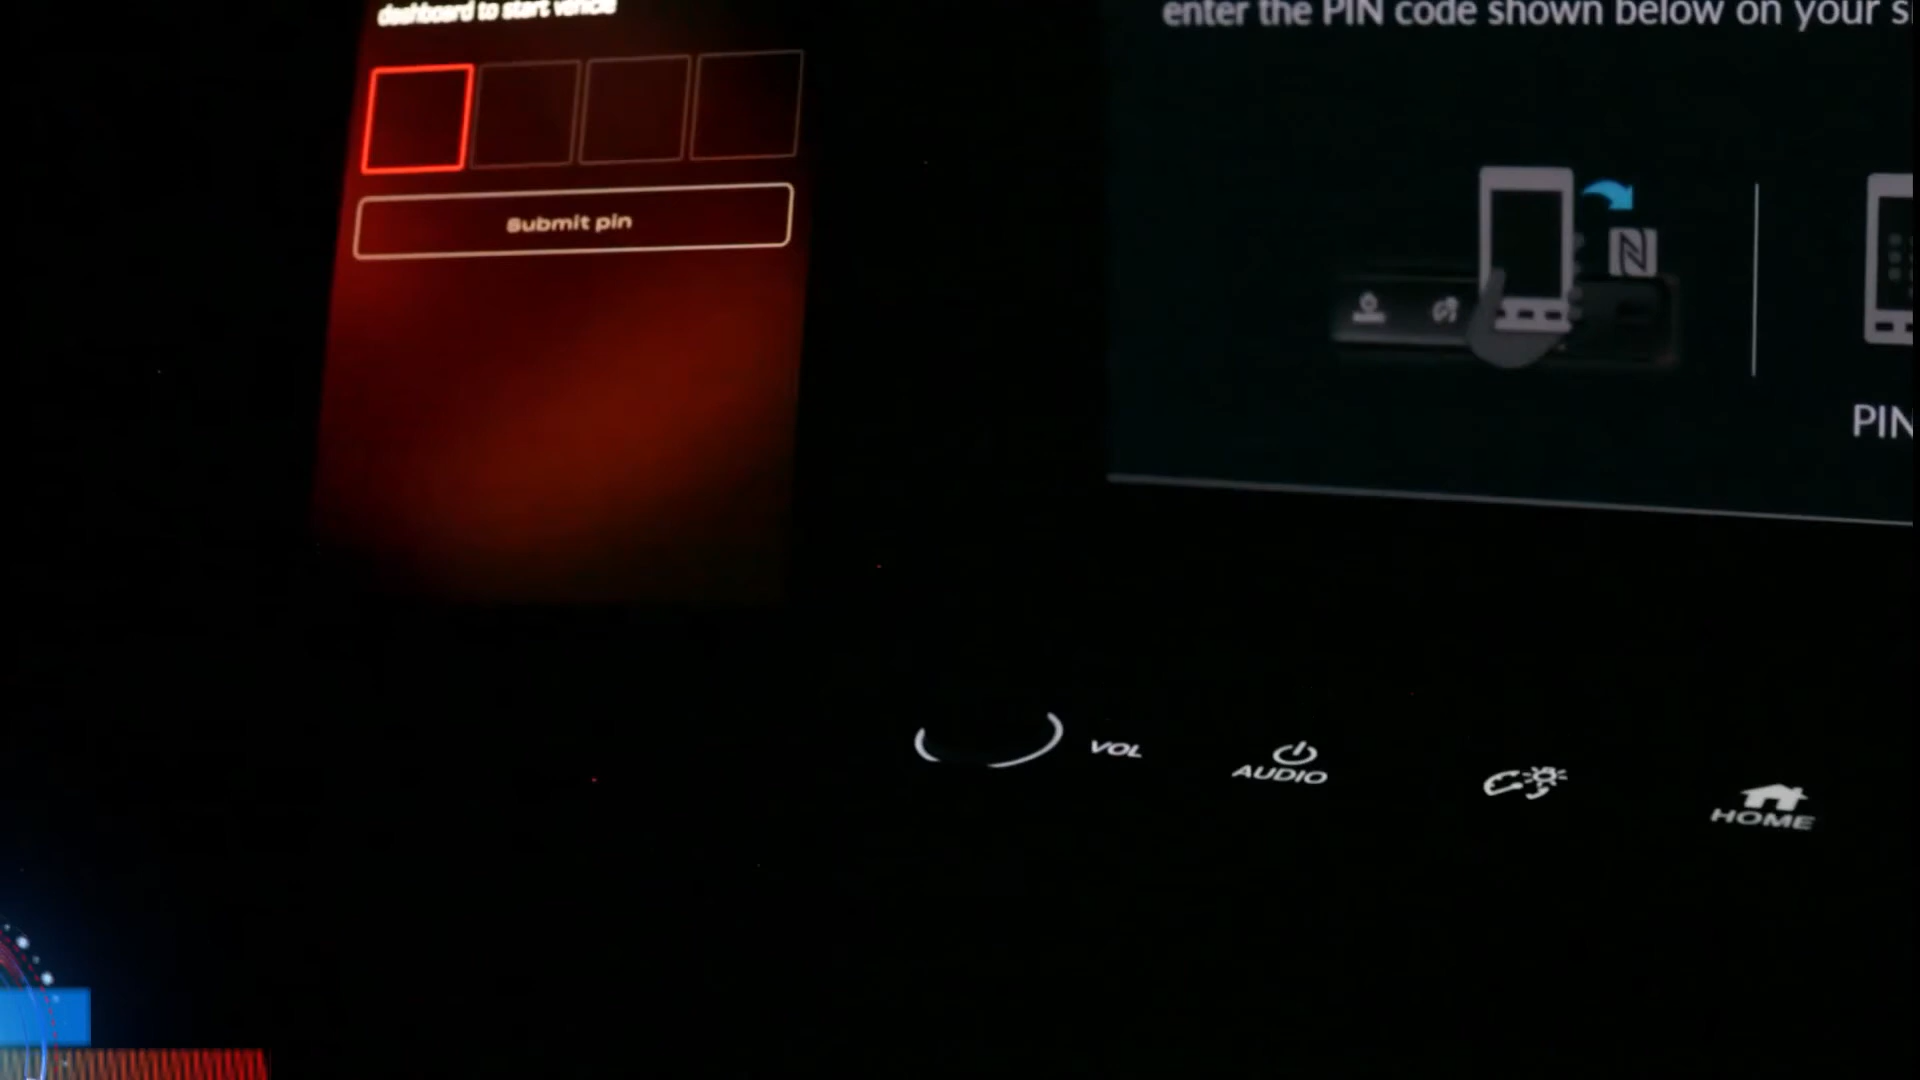 dashboard to start vehicle
Submit pin
enter the PIN code shown below on your
PIN
VOL
AUDIO
HOME